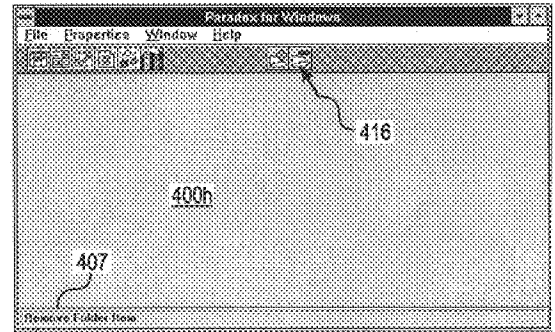 Paradox for Windows
File Properties Window Help
416
400h
407
Remove Folder Item